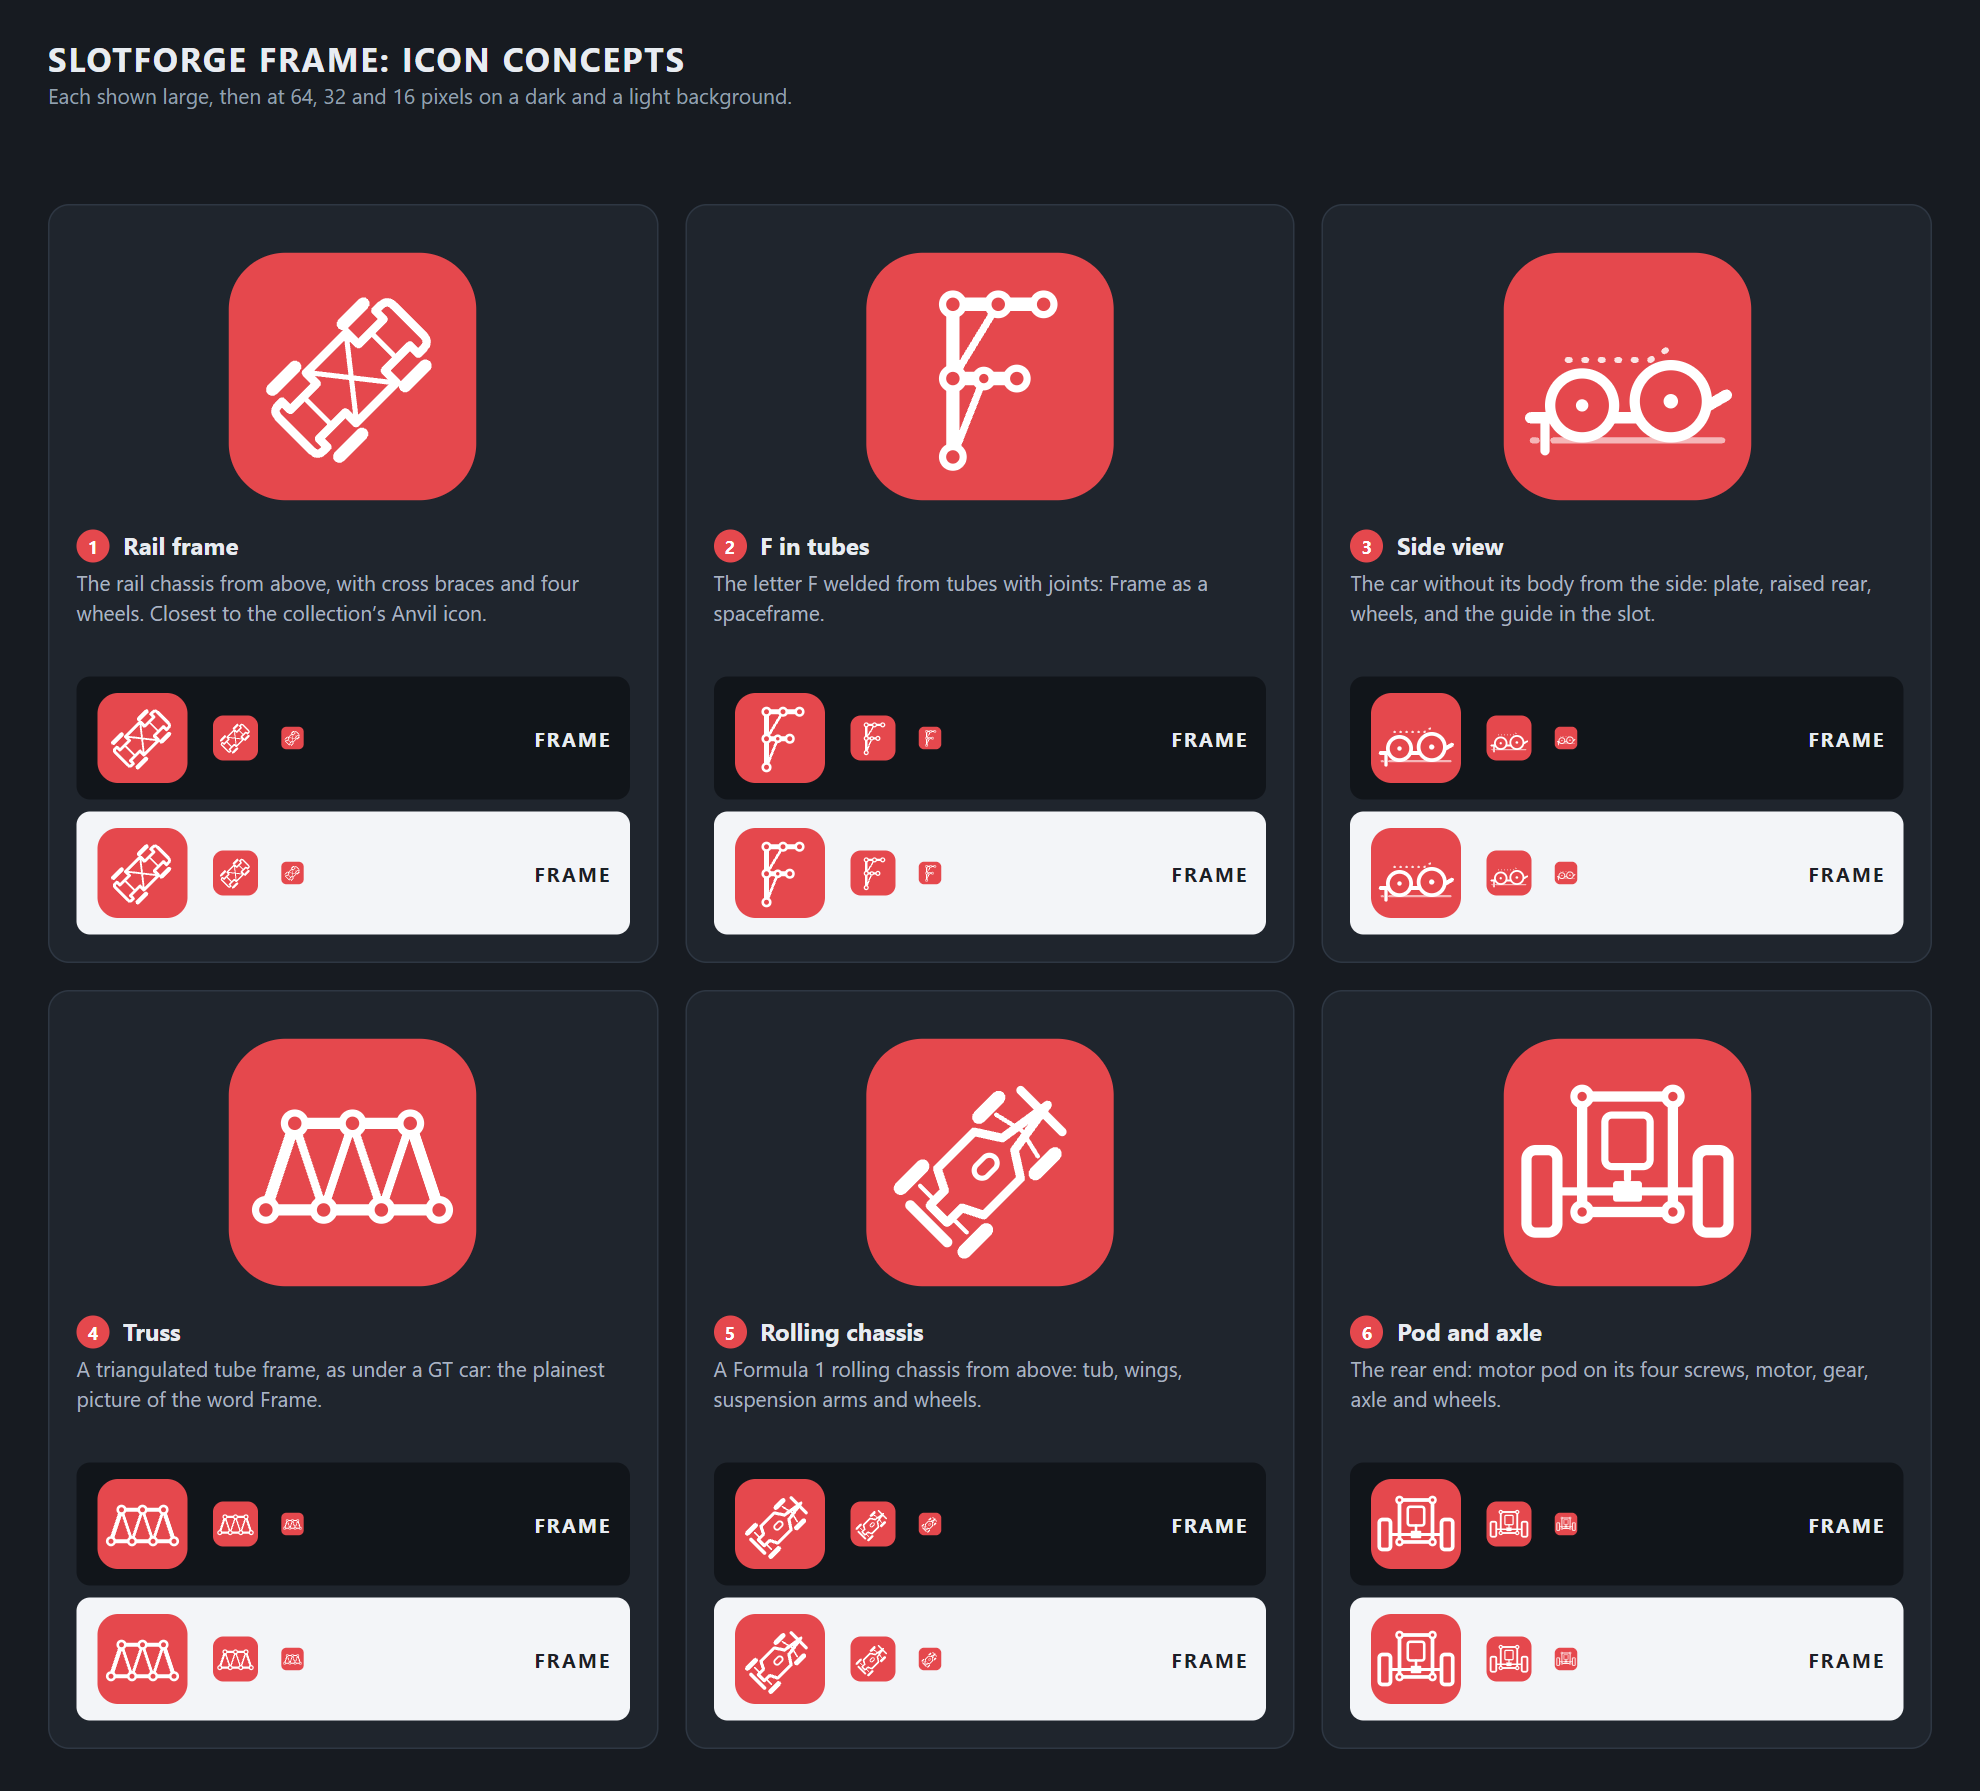 SLOTFORGE FRAME: ICON CONCEPTS
Each shown large, then at 64, 32 and 16 pixels on a dark and a light background.
1 Rail frame
The rail chassis from above, with cross braces and four
wheels. Closest to the collection’s Anvil icon.
FRAME
FRAME
2 F in tubes
The letter F welded from tubes with joints: Frame as a
spaceframe.
FRAME
FRAME
3 Side view
The car without its body from the side: plate, raised rear,
wheels, and the guide in the slot.
FRAME
FRAME
4 Truss
A triangulated tube frame, as under a GT car: the plainest
picture of the word Frame.
FRAME
FRAME
5 Rolling chassis
A Formula 1 rolling chassis from above: tub, wings,
suspension arms and wheels.
FRAME
FRAME
6 Pod and axle
The rear end: motor pod on its four screws, motor, gear,
axle and wheels.
FRAME
FRAME